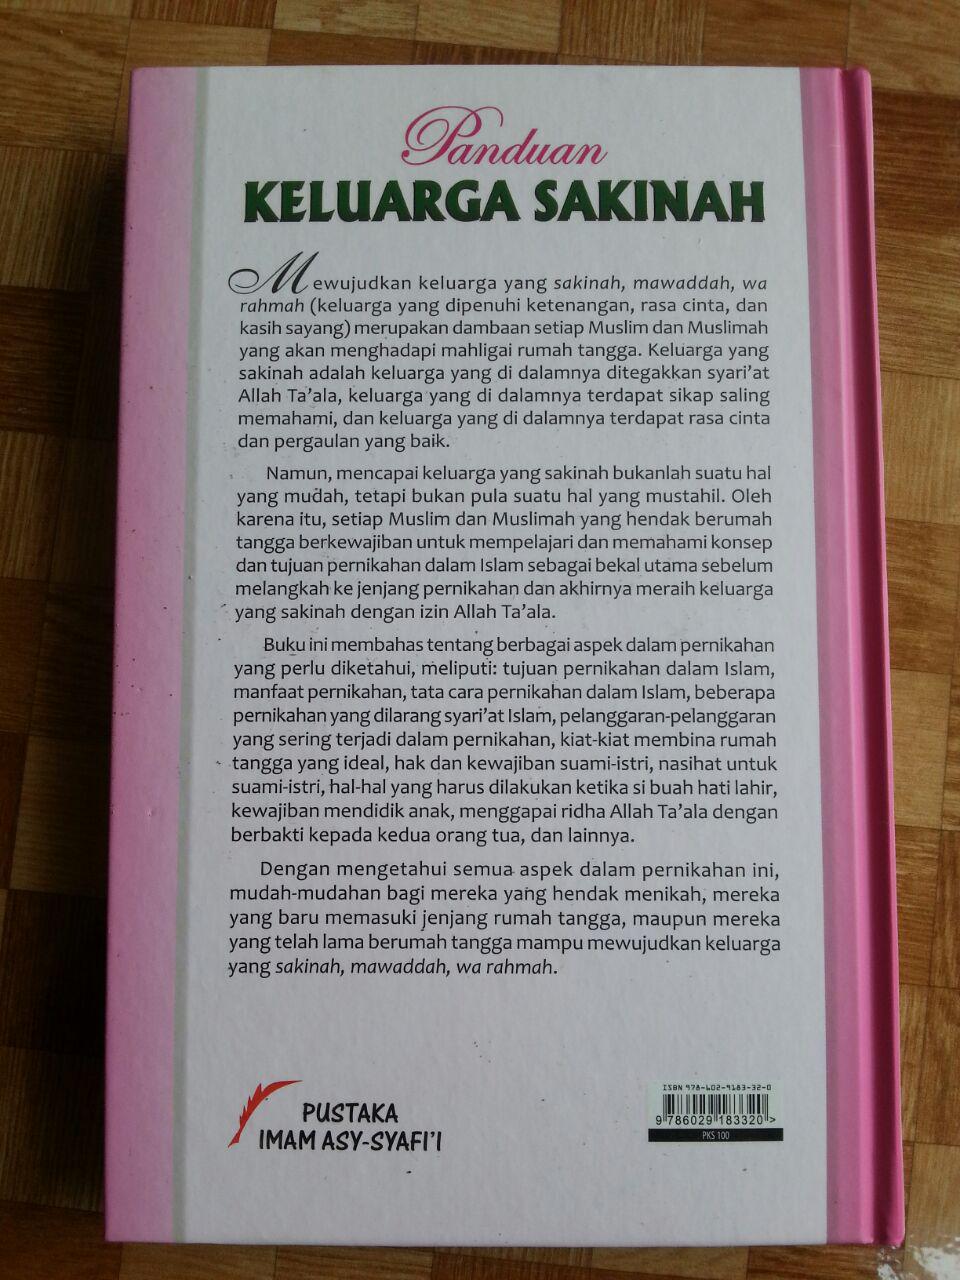 Panduan
KELUARGA SAKINAH
Mewujudkan keluarga yang sakinah, mawaddah, wa
rahmah (keluarga yang dipenuhi ketenangan, rasa cinta, dan
kasih sayang) merupakan dambaan setiap Muslim dan Muslimah
yang akan menghadapi mahligai rumah tangga. Keluarga yang
sakinah adalah keluarga yang di dalamnya ditegakkan syari'at
Allah Ta'ala, keluarga yang di dalamnya terdapat sikap saling
memahami, dan keluarga yang di dalamnya terdapat rasa cinta
dan pergaulan yang baik.
Namun, mencapai keluarga yang sakinah bukanlah suatu hal
yang mudah, tetapi bukan pula suatu hal yang mustahil. Oleh
karena itu, setiap Muslim dan Muslimah yang hendak berumah
tangga berkewajiban untuk mempelajari dan memahami konsep
dan tujuan pernikahan dalam Islam sebagai bekal utama sebelum
melangkah ke jenjang pernikahan dan akhirnya meraih keluarga
yang sakinah dengan izin Allah Ta'ala.
Buku ini membahas tentang berbagai aspek dalam pernikahan
yang perlu diketahui, meliputi: tujuan pernikahan dalam Islam,
manfaat pernikahan, tata cara pernikahan dalam Islam, beberapa
pernikahan yang dilarang syari'at Islam, pelanggaran-pelanggaran
yang sering terjadi dalam pernikahan, kiat-kiat membina rumah
tangga yang ideal, hak dan kewajiban suami-istri, nasihat untuk
suami-istri, hal-hal yang harus dilakukan ketika si buah hati lahir,
kewajiban mendidik anak, menggapai ridha Allah Ta'ala dengan
berbakti kepada kedua orang tua, dan lainnya.
Dengan mengetahui semua aspek dalam pernikahan ini,
mudah-mudahan bagi mereka yang hendak menikah, mereka
yang baru memasuki jenjang rumah tangga, maupun mereka
yang telah lama berumah tangga mampu mewujudkan keluarga
yang sakinah, mawaddah, wa rahmah.
PUSTAKA
IMAM ASY-SYAFI'I
ISBN 978-602-9183-32-0
9 786029 183320 >
PKS 100